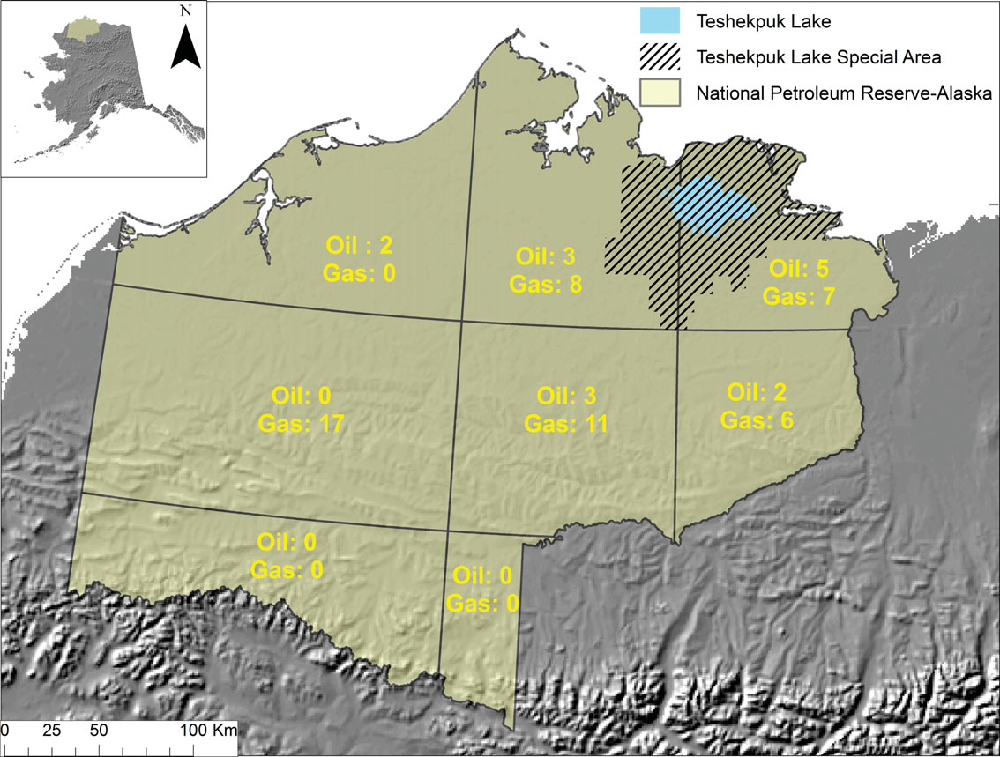 N
Teshekpuk Lake
Teshekpuk Lake Special Area
National Petroleum Reserve-Alaska
Oil : 2
Gas: 0
Oil: 3
Gas: 8
Oil: 5
Gas: 7
Oil: 0
Gas: 17
Oil: 3
Gas: 11
Oil: 2
Gas: 6
Oil: 0
Gas: 0
Oil: 0
Gas: 0
0 25 50 100 Km